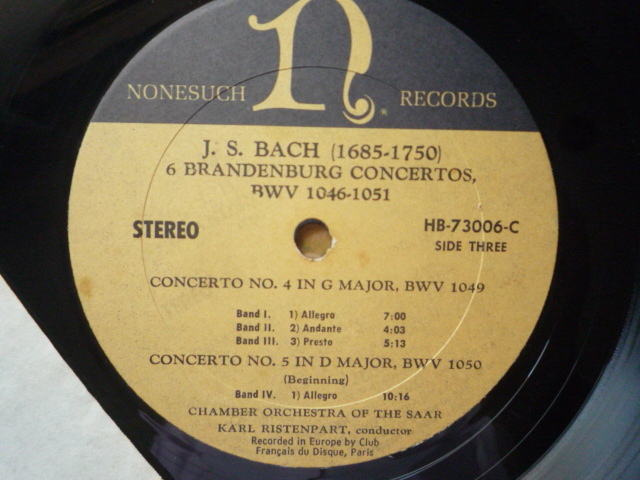 n
NONESUCH RECORDS
J. S. BACH (1685-1750)
6 BRANDENBURG CONCERTOS,
BWV 1046-1051
STEREO
HB-73006-C
SIDE THREE
CONCERTO NO. 4 IN G MAJOR, BWV 1049
Band I. 1) Allegro 7:00
Band II. 2) Andante 4:03
Band III. 3) Presto 5:13
CONCERTO NO. 5 IN D MAJOR, BWV 1050
(Beginning)
Band IV. 1) Allegro 10:16
CHAMBER ORCHESTRA OF THE SAAR
KARL RISTENPART, conductor
Recorded in Europe by Club
Français du Disque, Paris